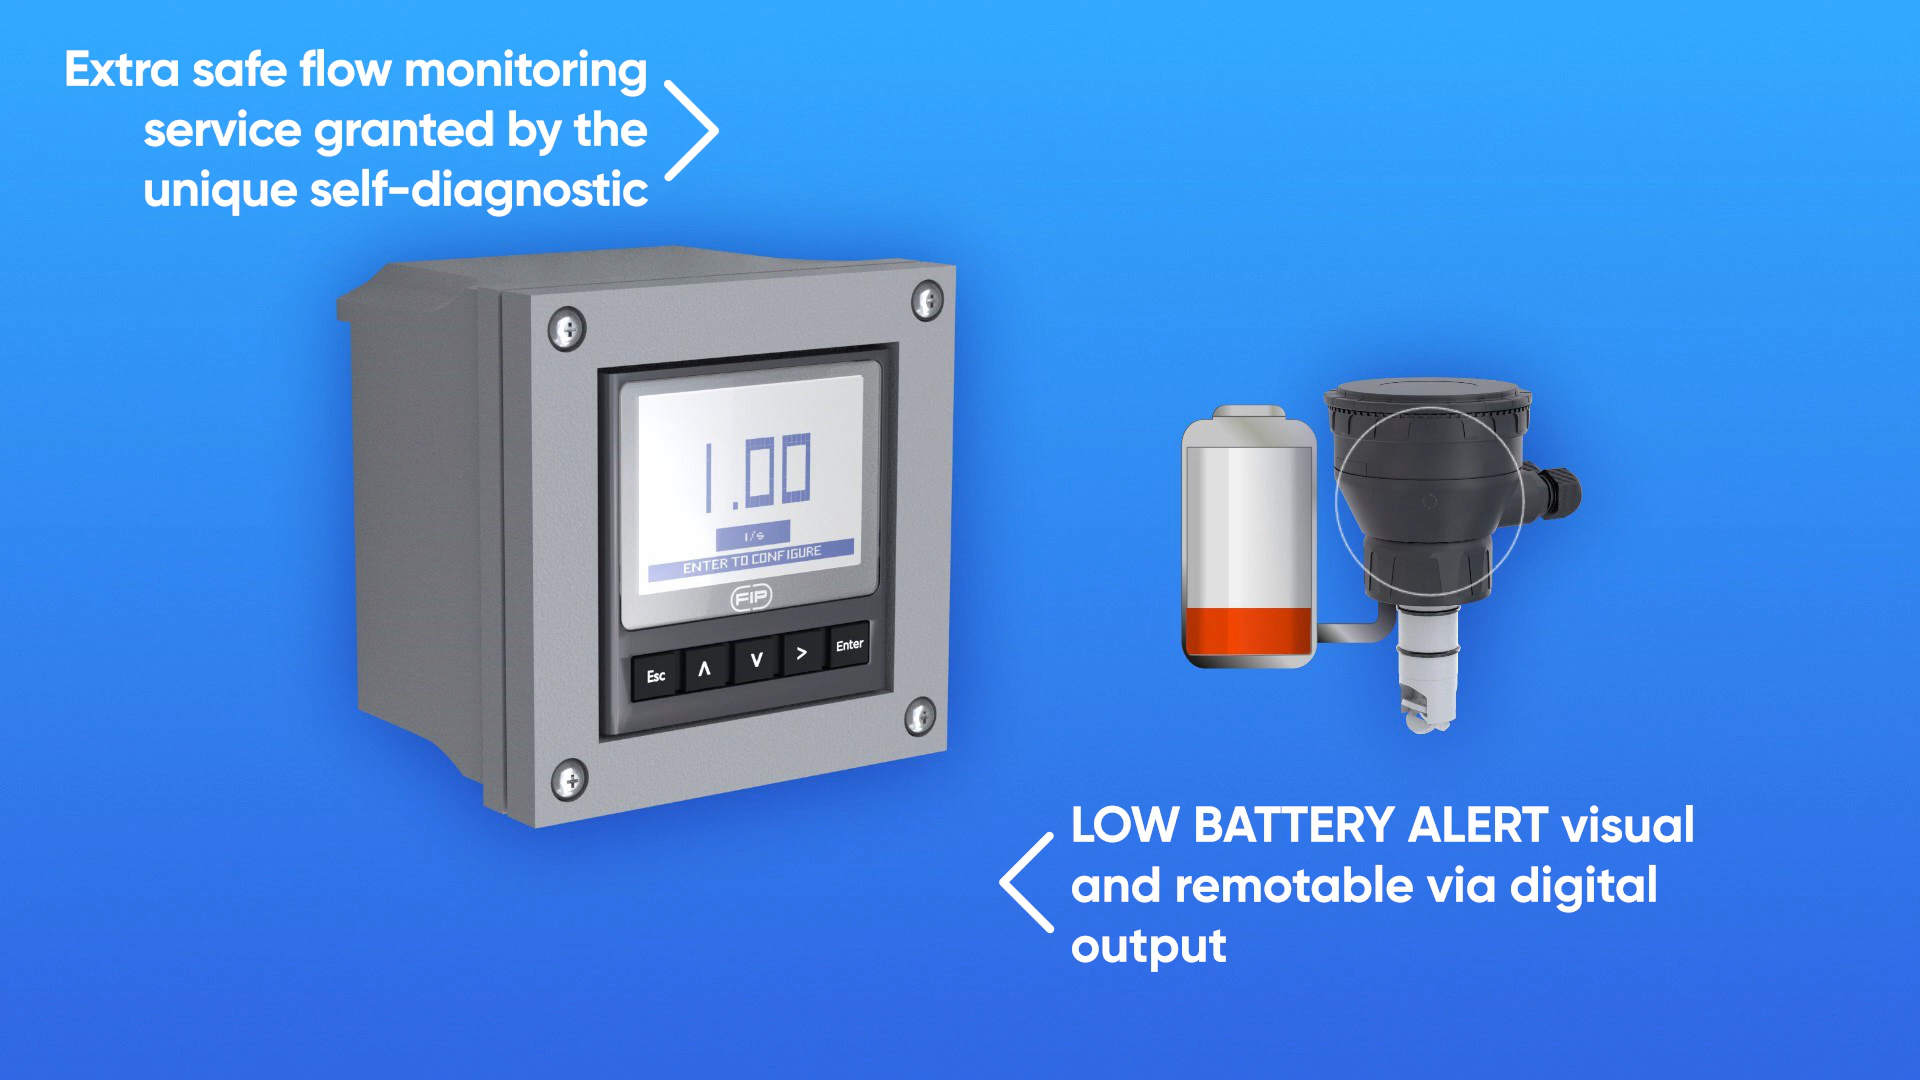 Extra safe flow monitoring
service granted by the
unique self-diagnostic
1.00
l/s
ENTER TO CONFIGURE
FIP
Esc
Λ
V
>
Enter
LOW BATTERY ALERT visual
and remotable via digital
output